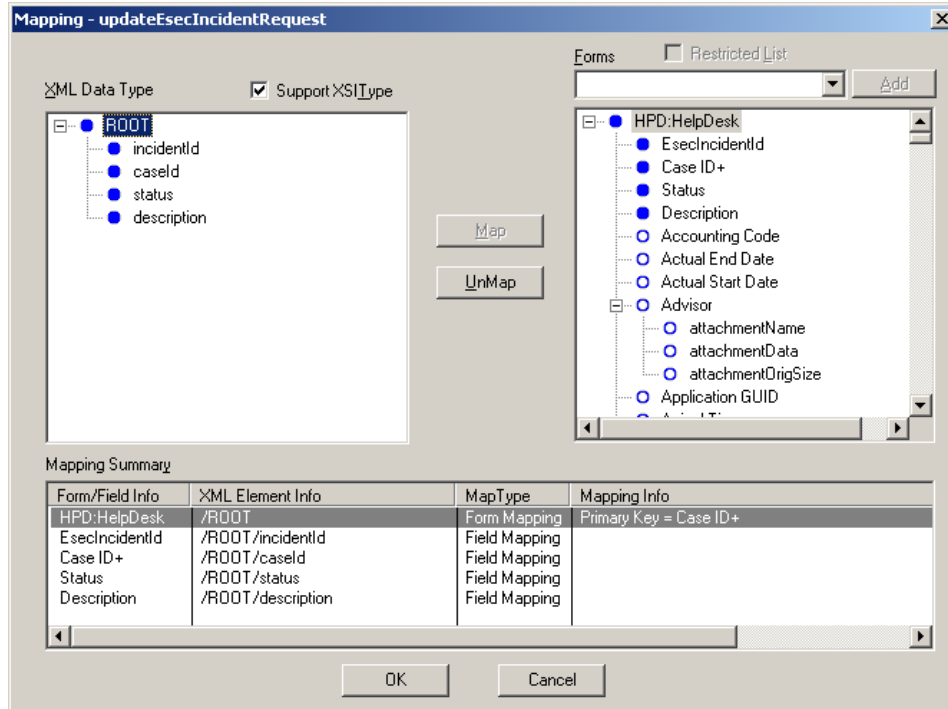 Mapping - updateEsecIncidentRequest
Forms
Restricted List
XML Data Type
Support XSIType
Add
ROOT
incidentId
caseId
status
description
Map
UnMap
HPD:HelpDesk
EsecIncidentId
Case ID+
Status
Description
Accounting Code
Actual End Date
Actual Start Date
Advisor
attachmentName
attachmentData
attachmentOrigSize
Application GUID
Mapping Summary
Form/Field Info XML Element Info MapType Mapping Info
HPD:HelpDesk /ROOT Form Mapping Primary Key = Case ID+
EsecIncidentId /ROOT/incidentId Field Mapping
Case ID+ /ROOT/caseId Field Mapping
Status /ROOT/status Field Mapping
Description /ROOT/description Field Mapping
OK Cancel